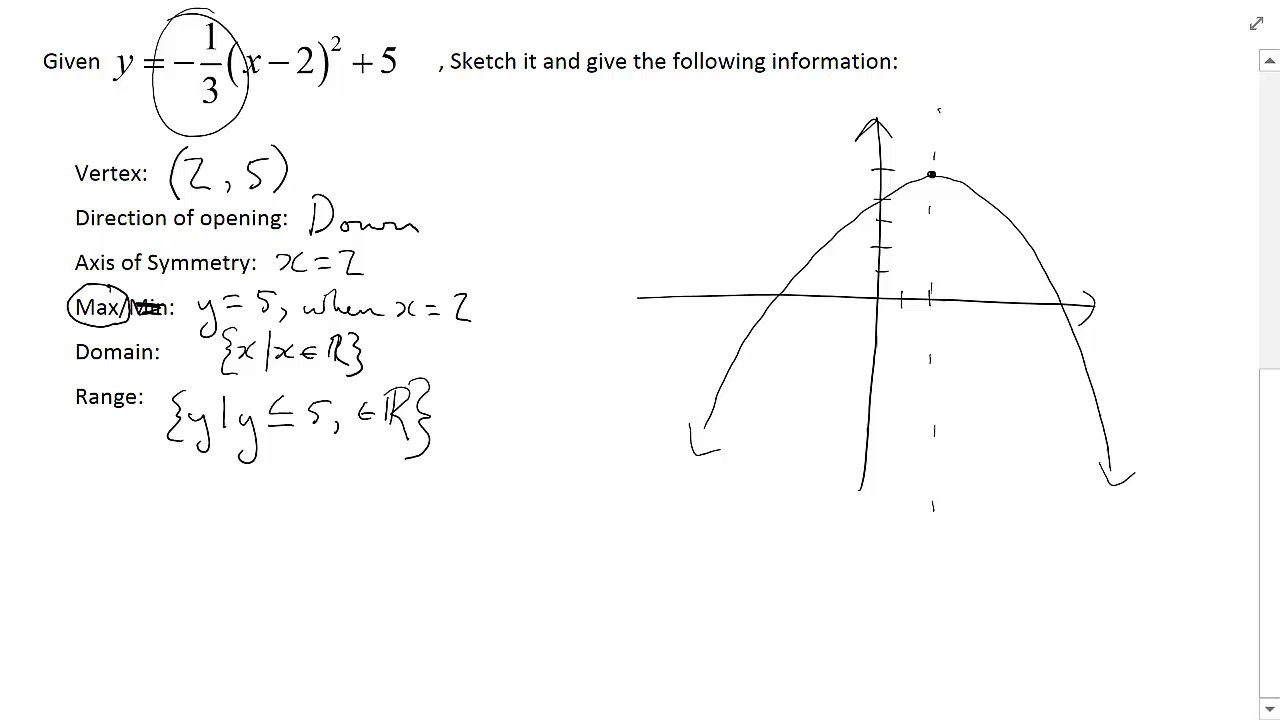 Given y = -1/3(x-2)² + 5 , Sketch it and give the following information:
Vertex: (2, 5)
Direction of opening: Down
Axis of Symmetry: x = 2
Max/Min: y = 5, when x = 2
Domain: {x | x ∈ ℝ}
Range: {y | y ≤ 5, ∈ ℝ}